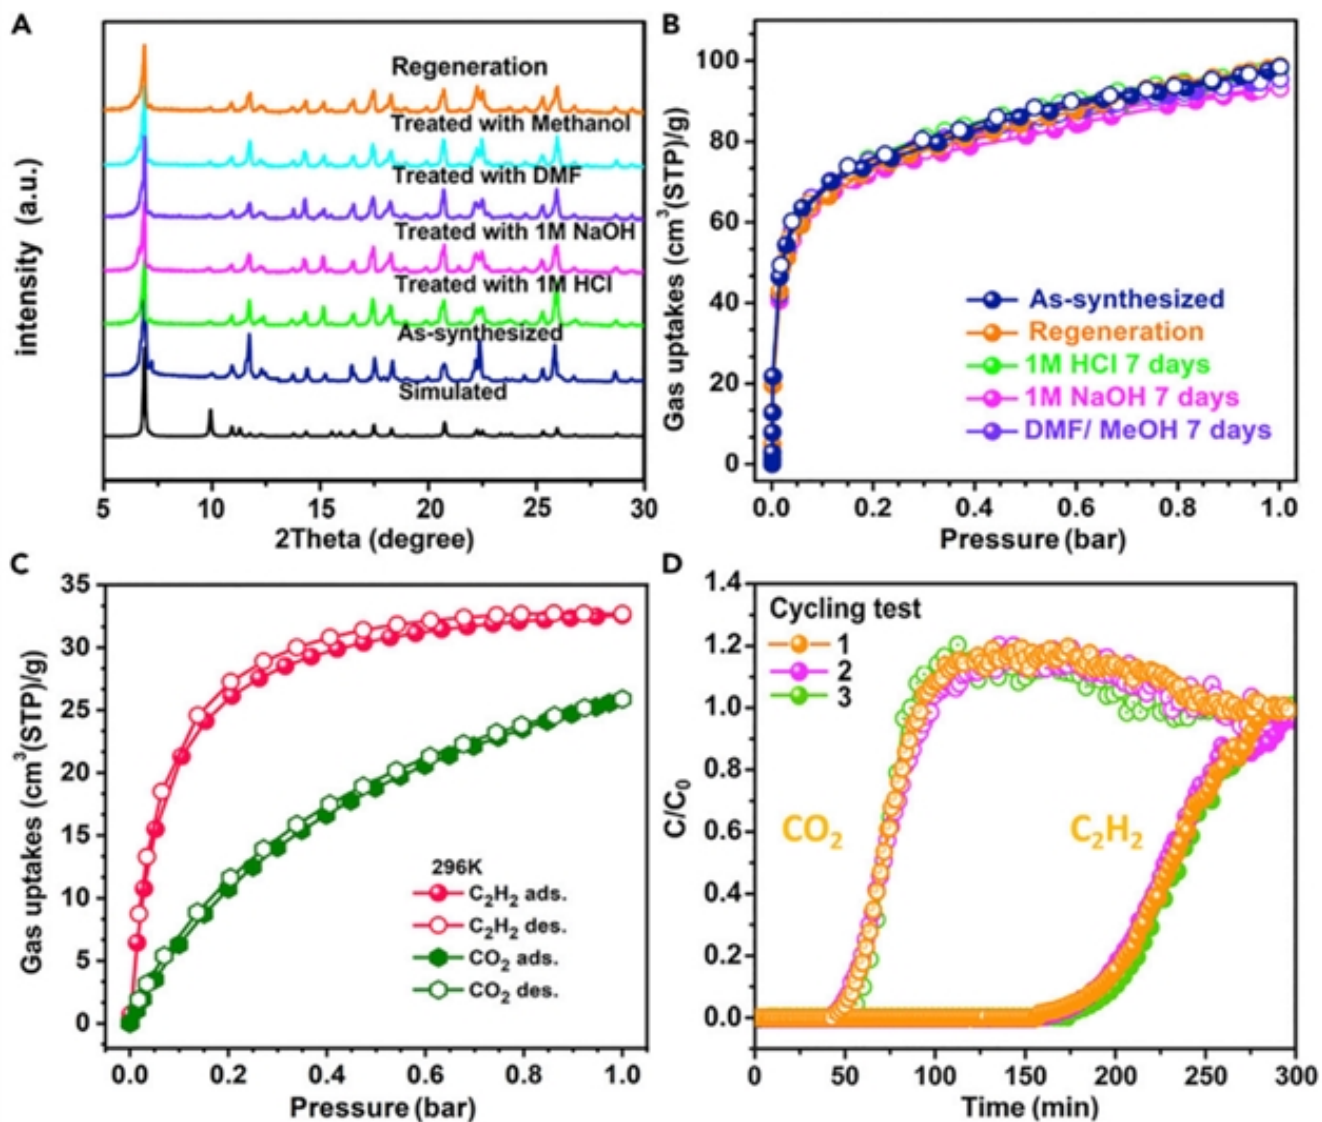 A
Regeneration
Treated with Methanol
Treated with DMF
Treated with 1M NaOH
Treated with 1M HCl
As-synthesized
Simulated
intensity (a.u.)
5 10 15 20 25 30
2Theta (degree)
B
100
80
60
40
20
0
Gas uptakes (cm³(STP)/g)
As-synthesized
Regeneration
1M HCl 7 days
1M NaOH 7 days
DMF/ MeOH 7 days
0.0 0.2 0.4 0.6 0.8 1.0
Pressure (bar)
C
35
30
25
20
15
10
5
0
Gas uptakes (cm³(STP)/g)
296K
C₂H₂ ads.
C₂H₂ des.
CO₂ ads.
CO₂ des.
0.0 0.2 0.4 0.6 0.8 1.0
Pressure (bar)
D
1.4
1.2
1.0
0.8
0.6
0.4
0.2
0.0
C/C₀
Cycling test
1
2
3
CO₂
C₂H₂
0 50 100 150 200 250 300
Time (min)